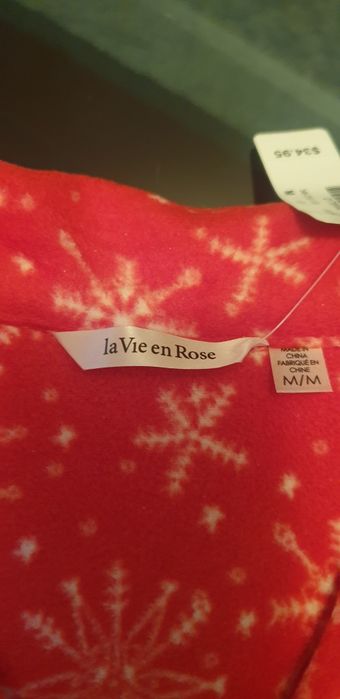 $34.95
M
la Vie en Rose
MADE IN
CHINA
FABRIQUÉ EN
CHINE
M/M